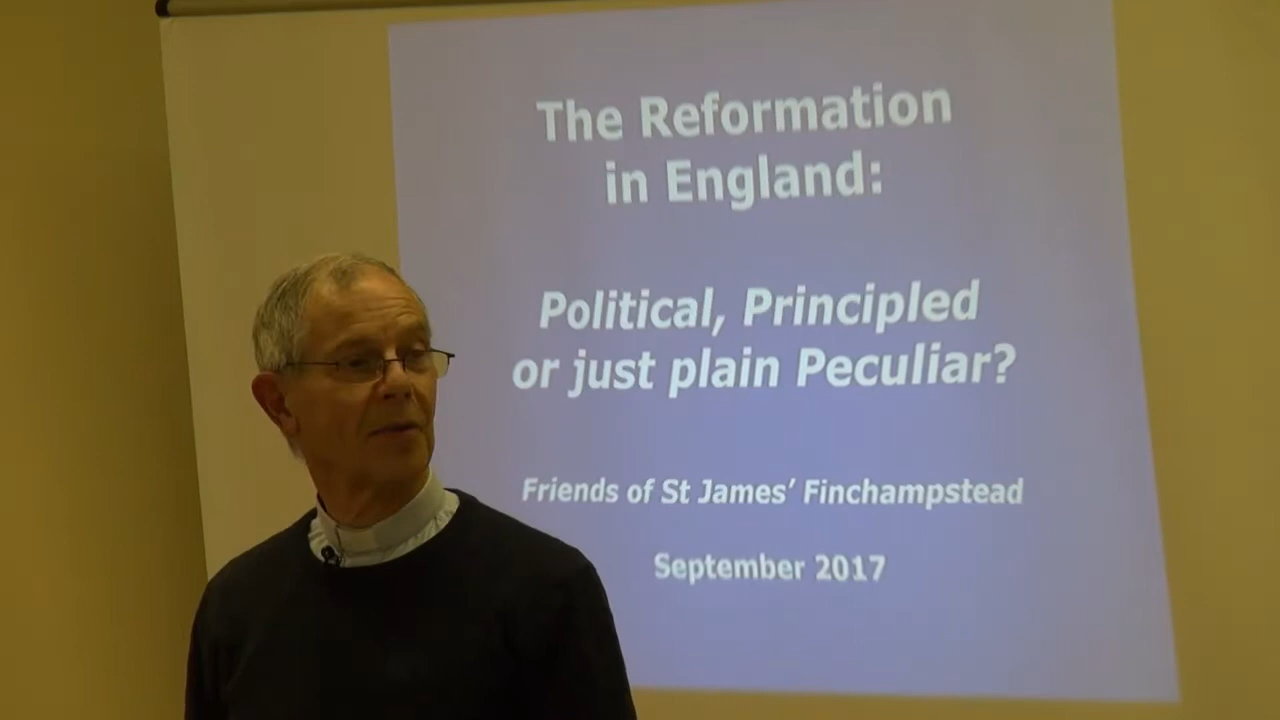 The Reformation
in England:
Political, Principled
or just plain Peculiar?
Friends of St James’ Finchampstead
September 2017